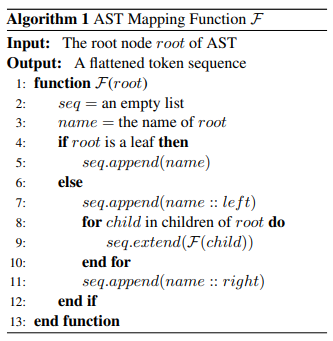 Algorithm 1 AST Mapping Function F
Input: The root node root of AST
Output: A flattened token sequence
1: function F(root)
2: seq = an empty list
3: name = the name of root
4: if root is a leaf then
5: seq.append(name)
6: else
7: seq.append(name :: left)
8: for child in children of root do
9: seq.extend(F(child))
10: end for
11: seq.append(name :: right)
12: end if
13: end function